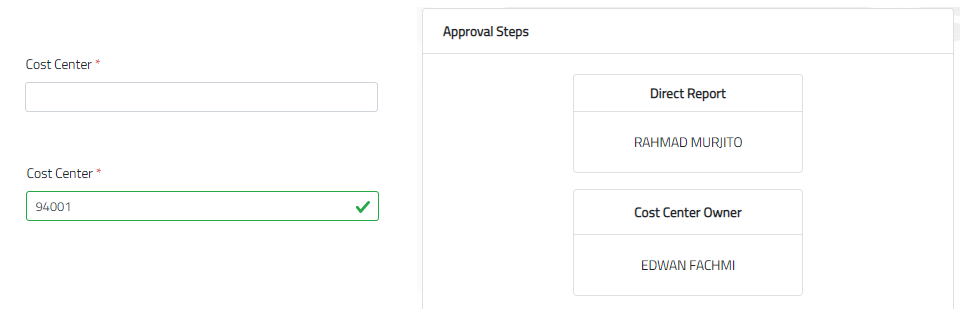 Cost Center *
Cost Center *
94001
Approval Steps
Direct Report
RAHMAD MURJITO
Cost Center Owner
EDWAN FACHMI